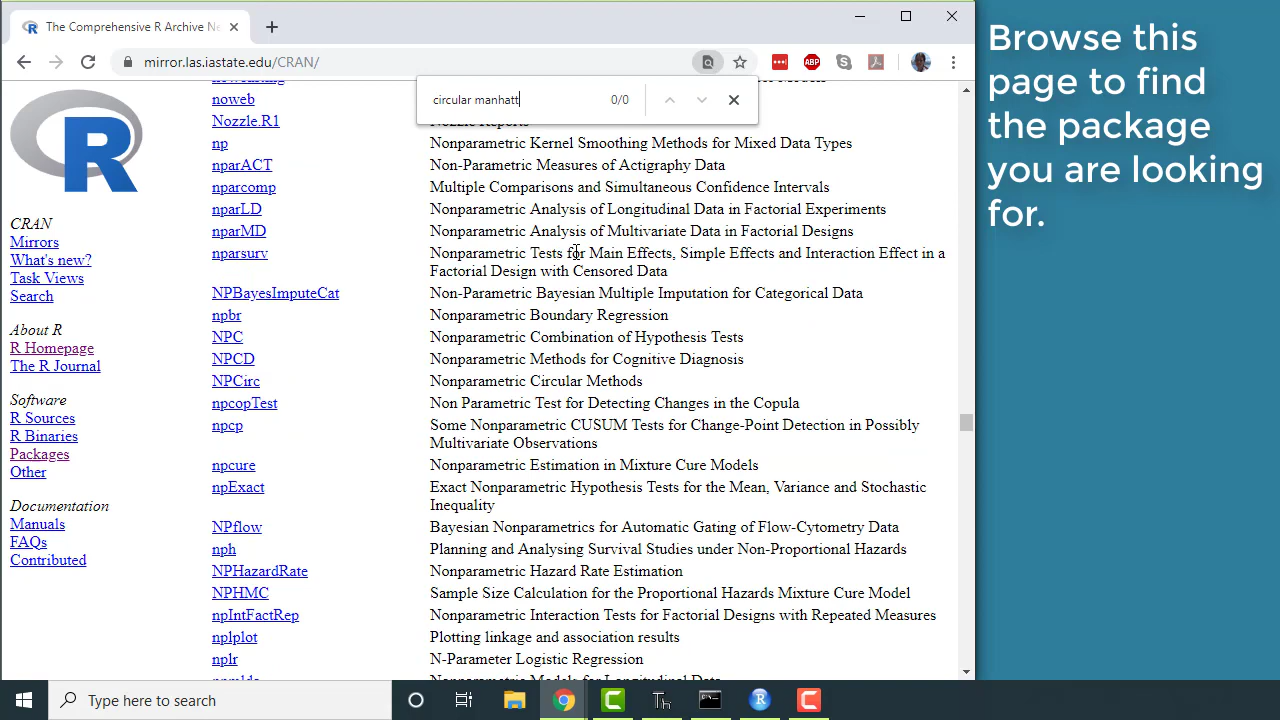 The Comprehensive R Archive Ne
mirror.las.iastate.edu/CRAN/
ABP
circular manhatt 0/0
R
CRAN
Mirrors
What's new?
Task Views
Search
About R
R Homepage
The R Journal
Software
R Sources
R Binaries
Packages
Other
Documentation
Manuals
FAQs
Contributed
noweb
Nozzle.R1 Nozzle Reports
np Nonparametric Kernel Smoothing Methods for Mixed Data Types
nparACT Non-Parametric Measures of Actigraphy Data
nparcomp Multiple Comparisons and Simultaneous Confidence Intervals
nparLD Nonparametric Analysis of Longitudinal Data in Factorial Experiments
nparMD Nonparametric Analysis of Multivariate Data in Factorial Designs
nparsurv Nonparametric Tests for Main Effects, Simple Effects and Interaction Effect in a
Factorial Design with Censored Data
NPBayesImputeCat Non-Parametric Bayesian Multiple Imputation for Categorical Data
npbr Nonparametric Boundary Regression
NPC Nonparametric Combination of Hypothesis Tests
NPCD Nonparametric Methods for Cognitive Diagnosis
NPCirc Nonparametric Circular Methods
npcopTest Non Parametric Test for Detecting Changes in the Copula
npcp Some Nonparametric CUSUM Tests for Change-Point Detection in Possibly
Multivariate Observations
npcure Nonparametric Estimation in Mixture Cure Models
npExact Exact Nonparametric Hypothesis Tests for the Mean, Variance and Stochastic
Inequality
NPflow Bayesian Nonparametrics for Automatic Gating of Flow-Cytometry Data
nph Planning and Analysing Survival Studies under Non-Proportional Hazards
NPHazardRate Nonparametric Hazard Rate Estimation
NPHMC Sample Size Calculation for the Proportional Hazards Mixture Cure Model
npIntFactRep Nonparametric Interaction Tests for Factorial Designs with Repeated Measures
nplplot Plotting linkage and association results
nplr N-Parameter Logistic Regression
Browse this
page to find
the package
you are looking
for.
Type here to search